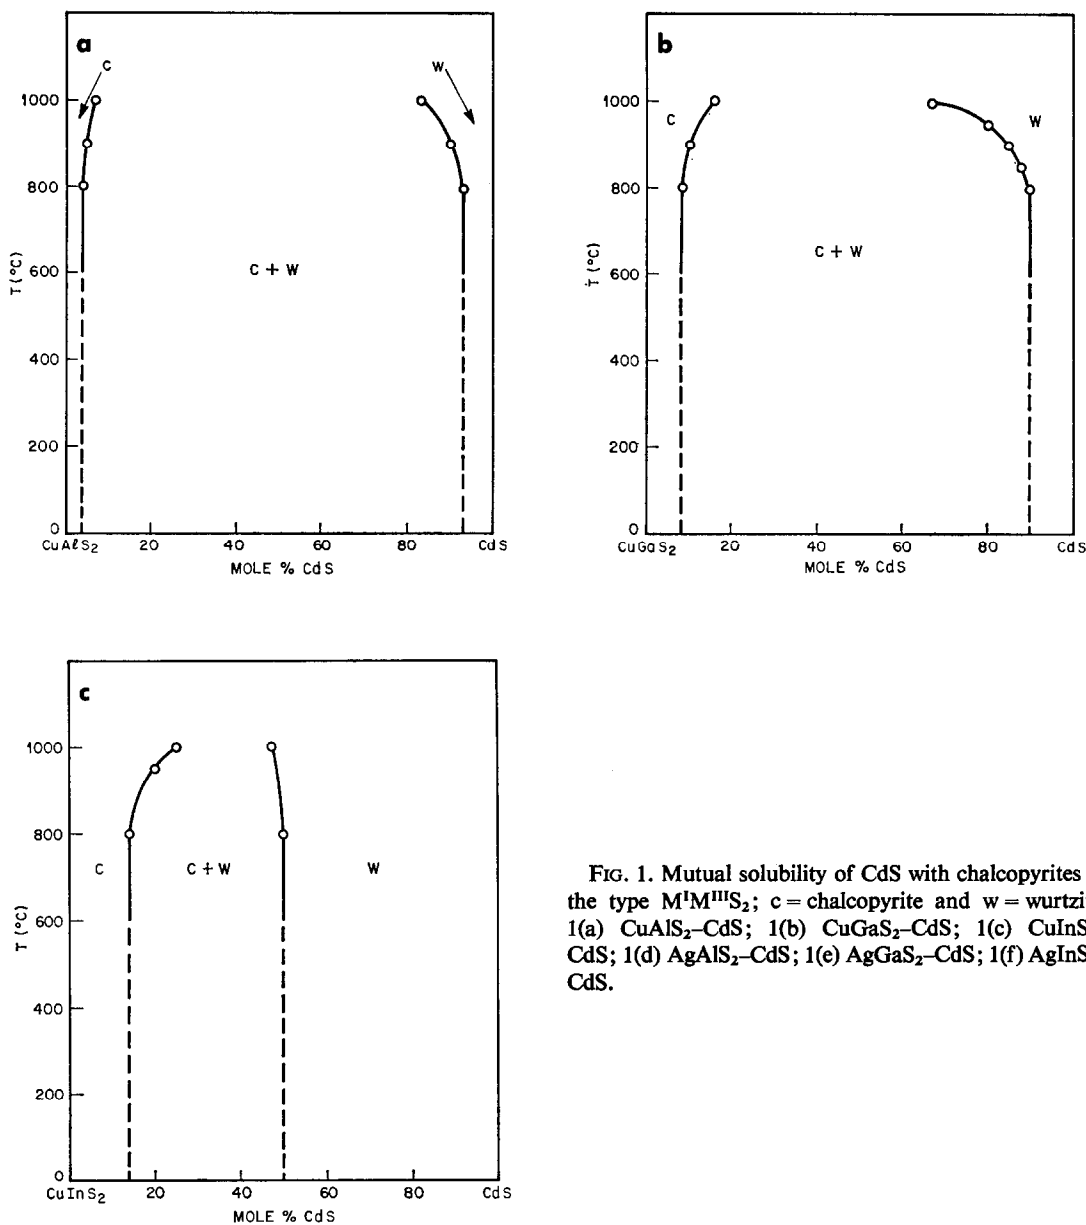 a
C
W
1000
800
C + W
600
T (°C)
400
200
0
CuAlS₂ 20 40 60 80 CdS
MOLE % CdS
b
1000
C
W
800
C + W
600
T (°C)
400
200
0
CuGaS₂ 20 40 60 80 CdS
MOLE % CdS
c
1000
800
C
C + W
W
600
T (°C)
400
200
0
CuInS₂ 20 40 60 80 CdS
MOLE % CdS
FIG. 1. Mutual solubility of CdS with chalcopyrites
the type MᴵMᴵᴵᴵS₂; c = chalcopyrite and w = wurtzi
1(a) CuAlS₂–CdS; 1(b) CuGaS₂–CdS; 1(c) CuInS
CdS; 1(d) AgAlS₂–CdS; 1(e) AgGaS₂–CdS; 1(f) AgInS
CdS.